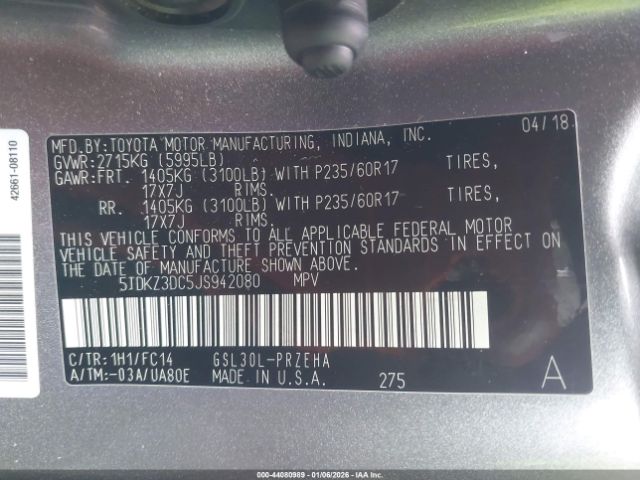 MFD.BY:TOYOTA MOTOR MANUFACTURING, INDIANA, INC. 04/18
GVWR:2715KG (5995LB)
GAWR:FRT. 1405KG (3100LB) WITH P235/60R17 TIRES,
17X7J RIMS.
RR. 1405KG (3100LB) WITH P235/60R17 TIRES,
17X7J RIMS.
THIS VEHICLE CONFORMS TO ALL APPLICABLE FEDERAL MOTOR
VEHICLE SAFETY AND THEFT PREVENTION STANDARDS IN EFFECT ON
THE DATE OF MANUFACTURE SHOWN ABOVE.
5TDKZ3DC5JS942080 MPV
C/TR:1H1/FC14 GSL30L-PRZEHA
A/TM:-03A/UA80E MADE IN U.S.A. 275 A
42661-08110
000-44080989 | 01/06/2026 - Copyright © IAA, LLC.